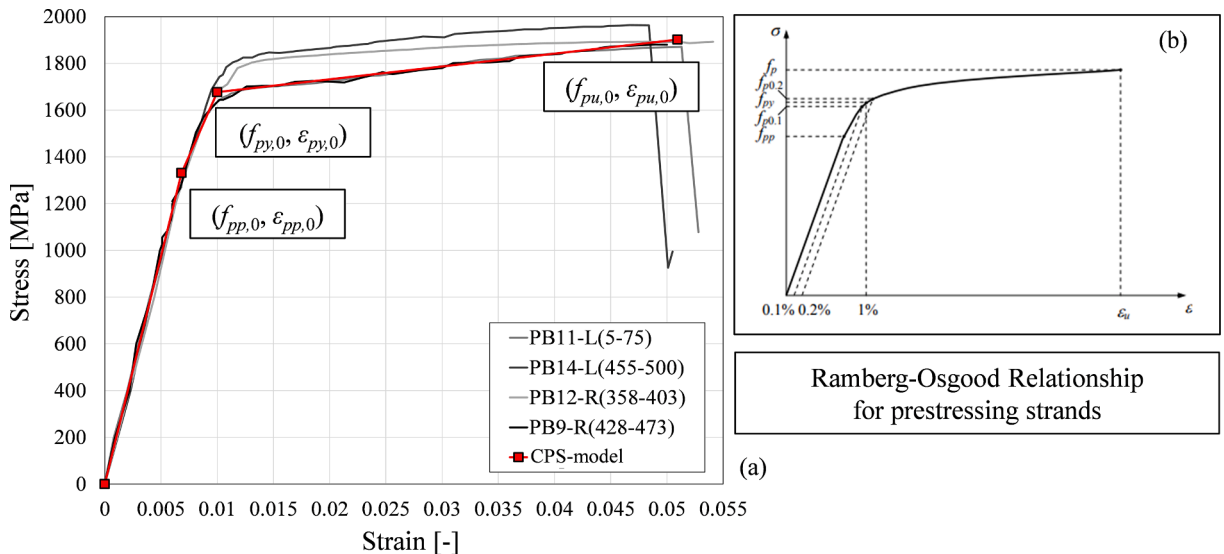 2000
1800
1600
1400
1200
1000
800
600
400
200
0
Stress [MPa]
0 0.005 0.01 0.015 0.02 0.025 0.03 0.035 0.04 0.045 0.05 0.055
Strain [-]
(fpy,0, εpy,0)
(fpp,0, εpp,0)
(fpu,0, εpu,0)
PB11-L(5-75)
PB14-L(455-500)
PB12-R(358-403)
PB9-R(428-473)
CPS-model
(a)
σ
(b)
fp
fp0.2
fpy
fp0.1
fpp
0.1% 0.2% 1% εu ε
Ramberg-Osgood Relationship
for prestressing strands